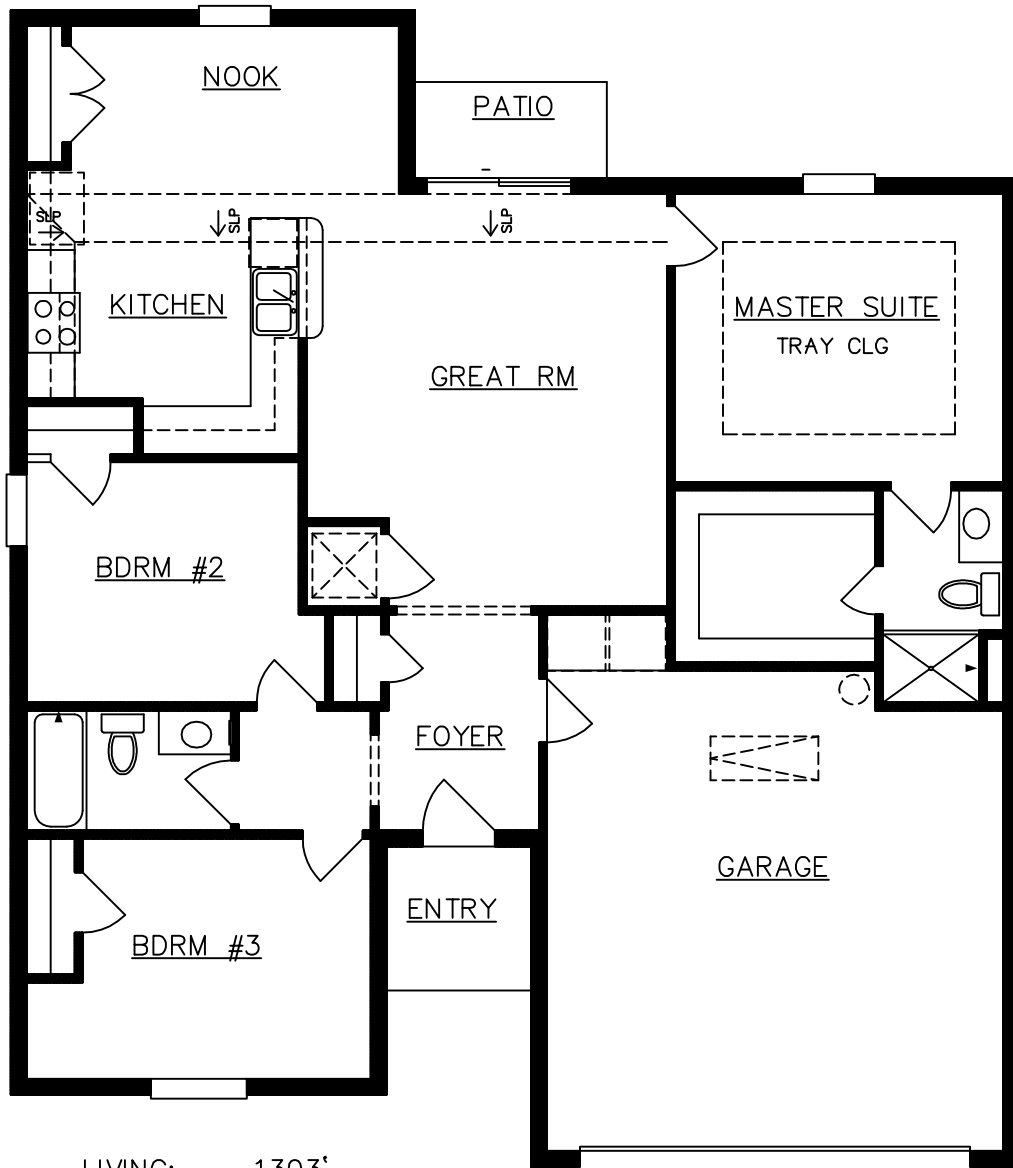 NOOK
PATIO
SLP
SLP
SLP
KITCHEN
MASTER SUITE
TRAY CLG
GREAT RM
BDRM #2
FOYER
GARAGE
ENTRY
BDRM #3
LIVING: